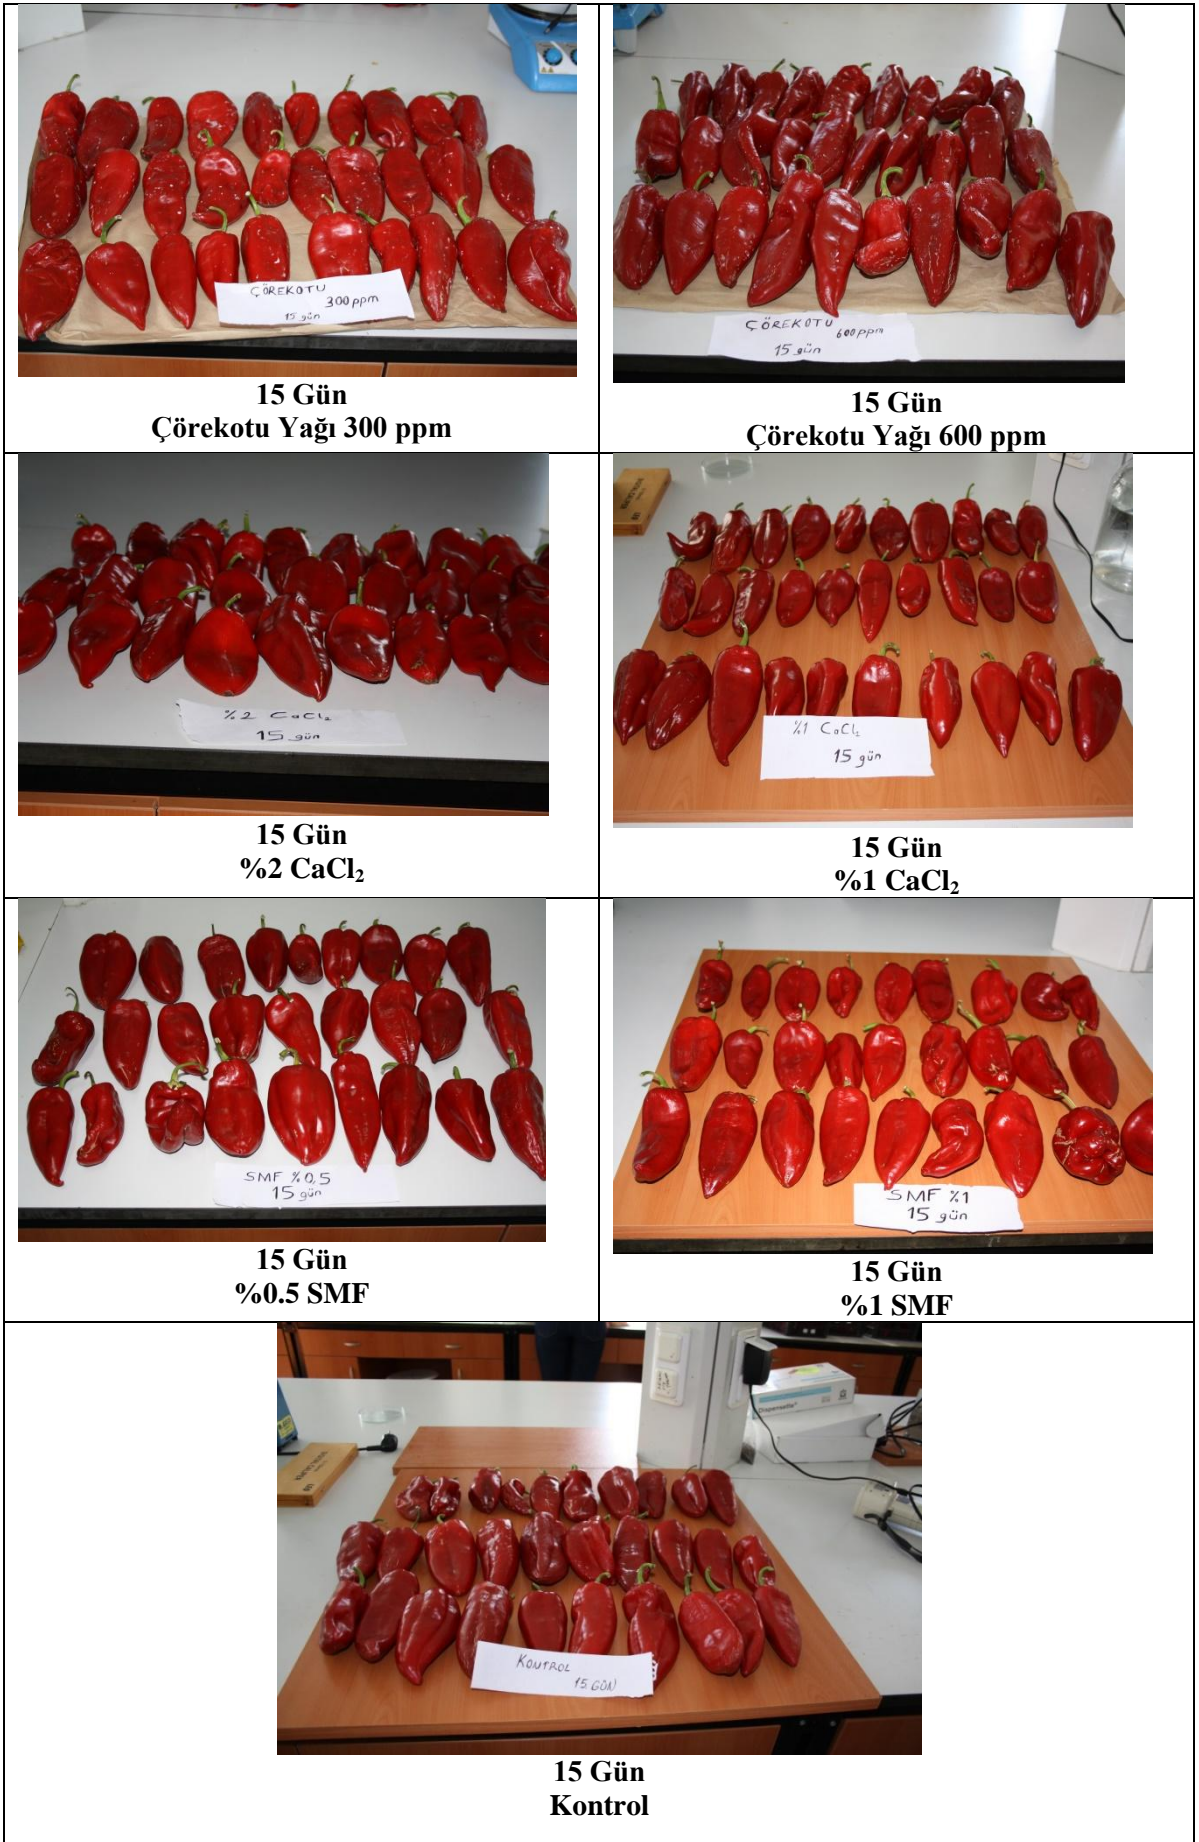 ÇÖREKOTU
300 ppm
15 gün
15 Gün
Çörekotu Yağı 300 ppm
ÇÖREKOTU
600 ppm
15 gün
15 Gün
Çörekotu Yağı 600 ppm
%2 CaCl₂
15 gün
15 Gün
%2 CaCl₂
%1 CaCl₂
15 gün
15 Gün
%1 CaCl₂
SMF %0,5
15 gün
15 Gün
%0.5 SMF
SMF %1
15 gün
15 Gün
%1 SMF
KONTROL
15. GÜN
15 Gün
Kontrol